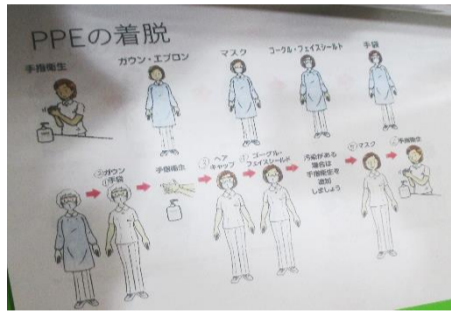 PPEの着脱
手指衛生
ガウン・エプロン
マスク
ゴーグル・フェイスシールド
手袋
②ガウン
①手袋
手指衛生
③ヘア
キャップ
ゴーグル・
フェイスシールド
汚染がある
場合は
手指衛生を
追加
しましょう
⑤マスク
手指衛生